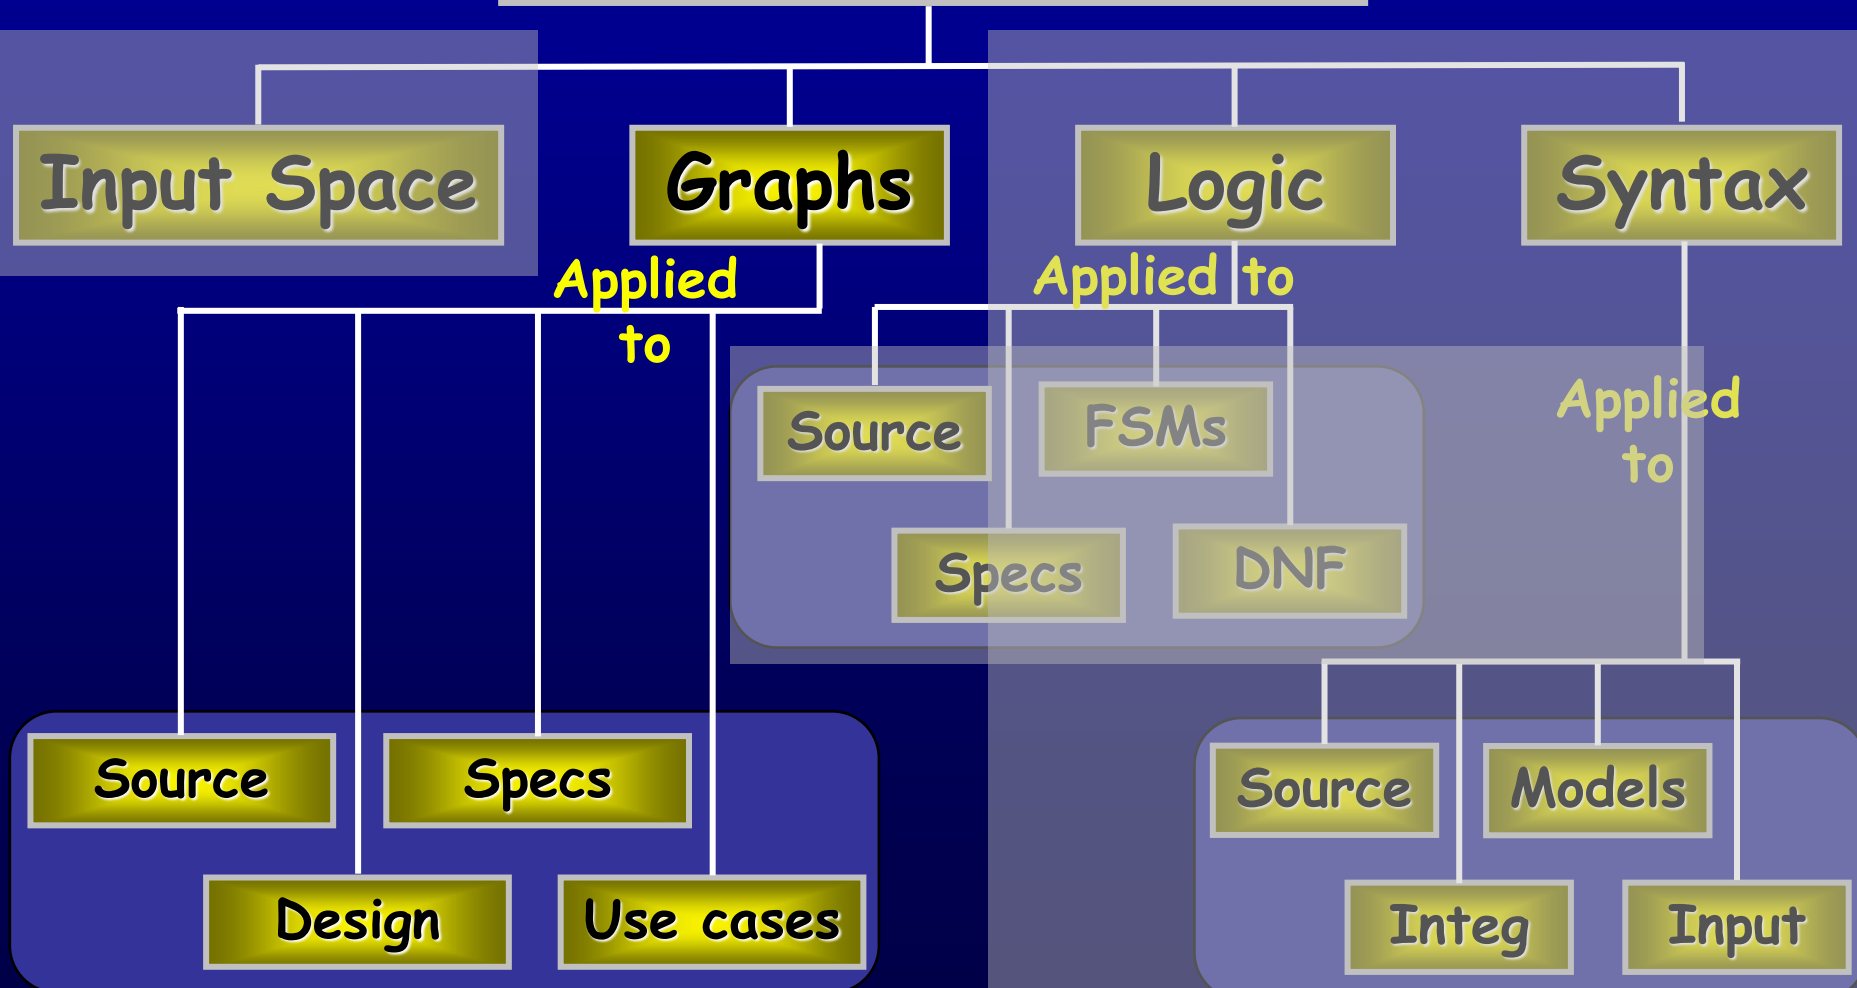 Input Space
Graphs
Logic
Syntax
Applied
to
Applied to
Applied
to
Source
FSMs
Specs
DNF
Source
Specs
Design
Use cases
Source
Models
Integ
Input